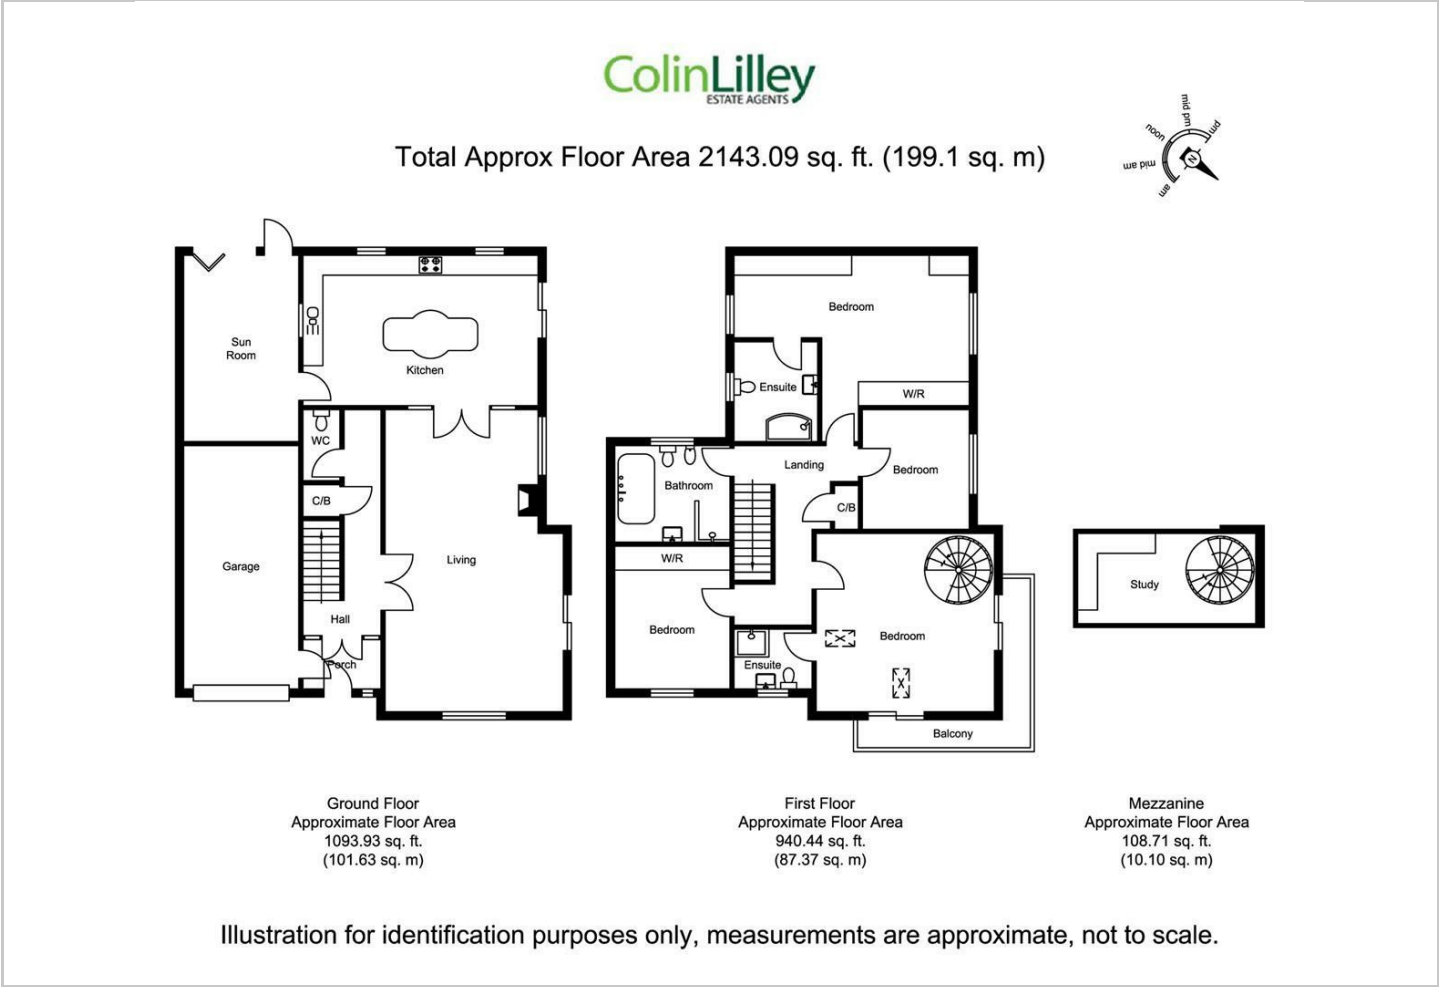 ColinLilley
ESTATE AGENTS
Total Approx Floor Area 2143.09 sq. ft. (199.1 sq. m)
am
mid am
noon
mid pm
pm
N
Sun
Room
Kitchen
WC
C/B
Garage
Living
Hall
Porch
Bedroom
Ensuite
W/R
Landing
Bedroom
Bathroom
C/B
W/R
Bedroom
Ensuite
Bedroom
Balcony
Study
Ground Floor
Approximate Floor Area
1093.93 sq. ft.
(101.63 sq. m)
First Floor
Approximate Floor Area
940.44 sq. ft.
(87.37 sq. m)
Mezzanine
Approximate Floor Area
108.71 sq. ft.
(10.10 sq. m)
Illustration for identification purposes only, measurements are approximate, not to scale.